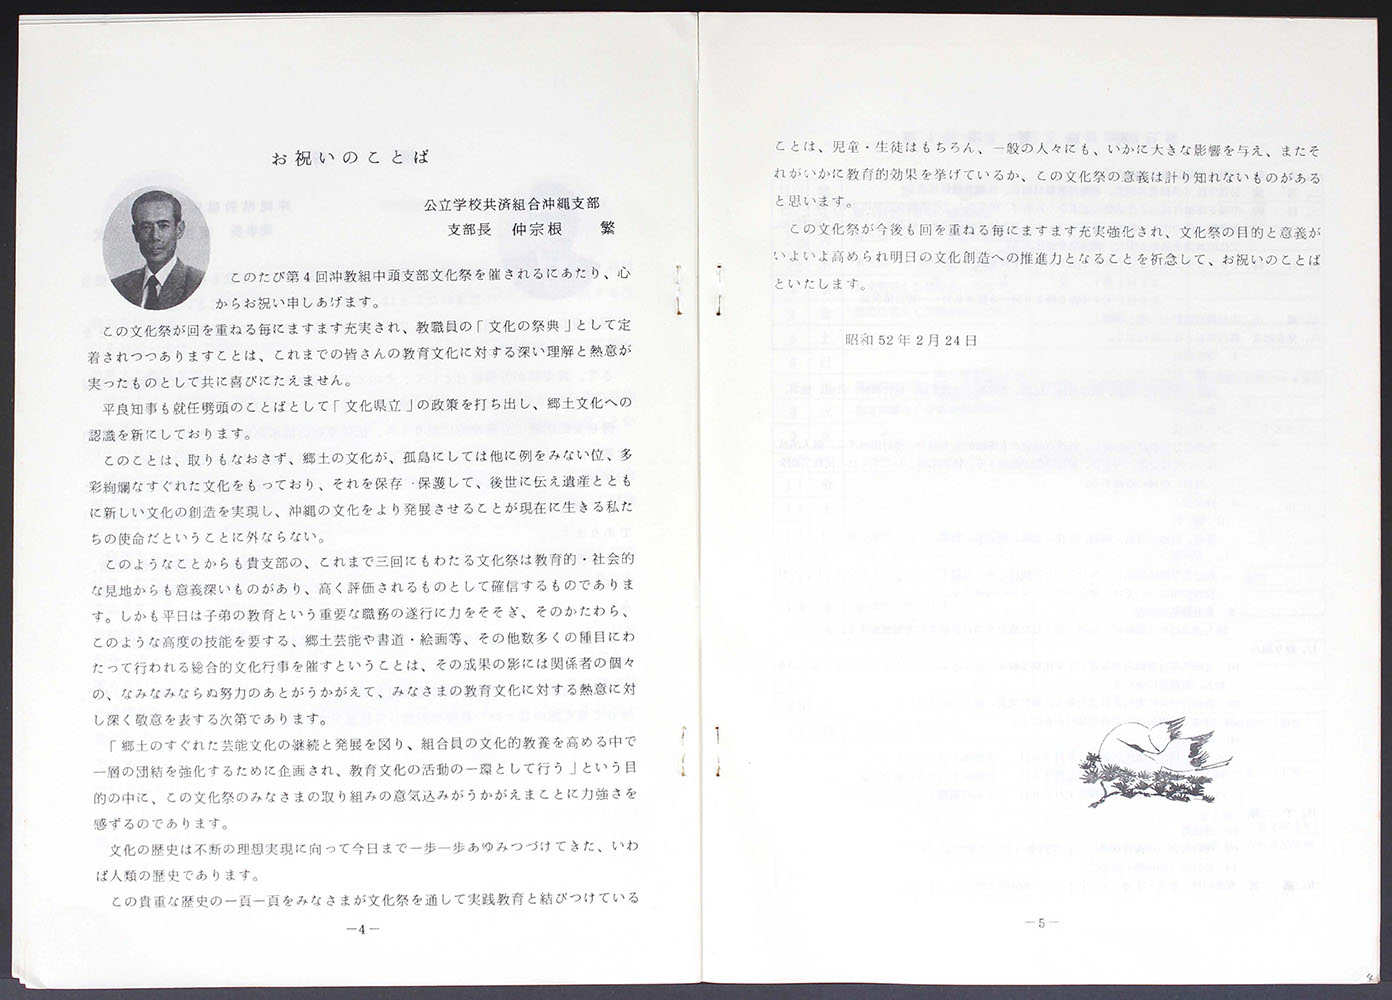 お祝いのことば
公立学校共済組合沖縄支部
支部長　仲宗根　　繁
このたび第4回沖教組中頭支部文化祭を催されるにあたり、心
からお祝い申しあげます。
この文化祭が回を重ねる毎にますます充実され、教職員の「文化の祭典」として定
着されつつありますことは、これまでの皆さんの教育文化に対する深い理解と熱意が
実ったものとして共に喜びにたえません。
平良知事も就任劈頭のことばとして「文化県立」の政策を打ち出し、郷土文化への
認識を新にしております。
このことは、取りもなおさず、郷土の文化が、孤島にしては他に例をみない位、多
彩絢爛なすぐれた文化をもっており、それを保存・保護して、後世に伝え遺産ととも
に新しい文化の創造を実現し、沖縄の文化をより発展させることが現在に生きる私た
ちの使命だということに外ならない。
このようなことからも貴支部の、これまで三回にもわたる文化祭は教育的・社会的
な見地からも意義深いものがあり、高く評価されるものとして確信するものでありま
す。しかも平日は子弟の教育という重要な職務の遂行に力をそそぎ、そのかたわら、
このような高度の技能を要する、郷土芸能や書道・絵画等、その他数多くの種目にわ
たって行われる総合的文化行事を催すということは、その成果の影には関係者の個々
の、なみなみならぬ努力のあとがうかがえて、みなさまの教育文化に対する熱意に対
し深く敬意を表する次第であります。
「郷土のすぐれた芸能文化の継続と発展を図り、組合員の文化的教養を高める中で
一層の団結を強化するために企画され、教育文化の活動の一環として行う」という目
的の中に、この文化祭のみなさまの取り組みの意気込みがうかがえまことに力強さを
感ずるのであります。
文化の歴史は不断の理想実現に向って今日まで一歩一歩あゆみつづけてきた、いわ
ば人類の歴史であります。
この貴重な歴史の一頁一頁をみなさまが文化祭を通して実践教育と結びつけている
―4―
ことは、児童・生徒はもちろん、一般の人々にも、いかに大きな影響を与え、またそ
れがいかに教育的効果を挙げているか、この文化祭の意義は計り知れないものがある
と思います。
この文化祭が今後も回を重ねる毎にますます充実強化され、文化祭の目的と意義が
いよいよ高められ明日の文化創造への推進力となることを祈念して、お祝いのことば
といたします。
昭和52年2月24日
―5―